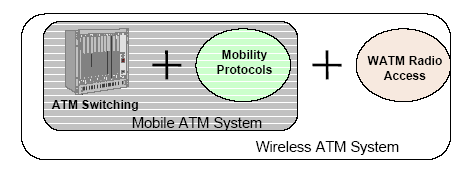 Mobility
Protocols
WATM Radio
Access
ATM Switching
Mobile ATM System
Wireless ATM System